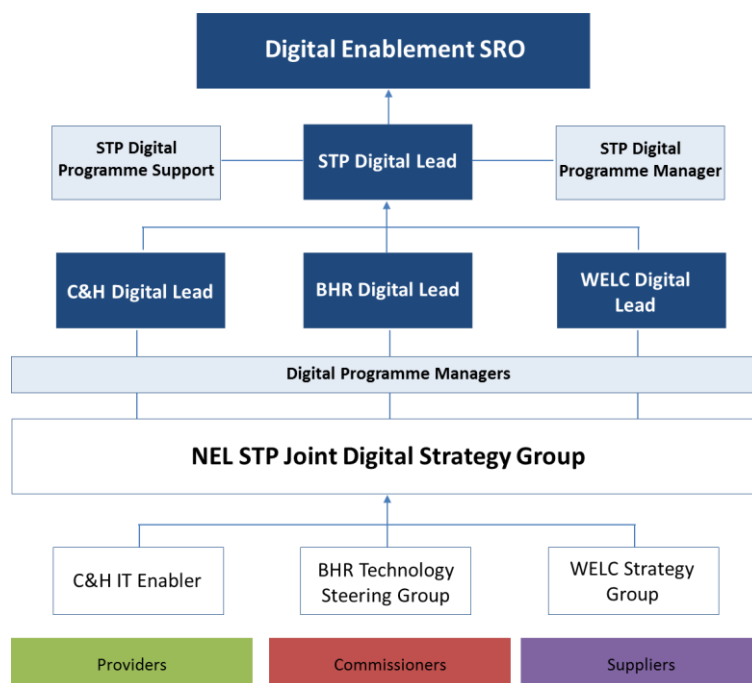 Digital Enablement SRO
STP Digital
Programme Support
STP Digital Lead
STP Digital
Programme Manager
C&H Digital Lead
BHR Digital Lead
WELC Digital
Lead
Digital Programme Managers
NEL STP Joint Digital Strategy Group
C&H IT Enabler
BHR Technology
Steering Group
WELC Strategy
Group
Providers
Commissioners
Suppliers